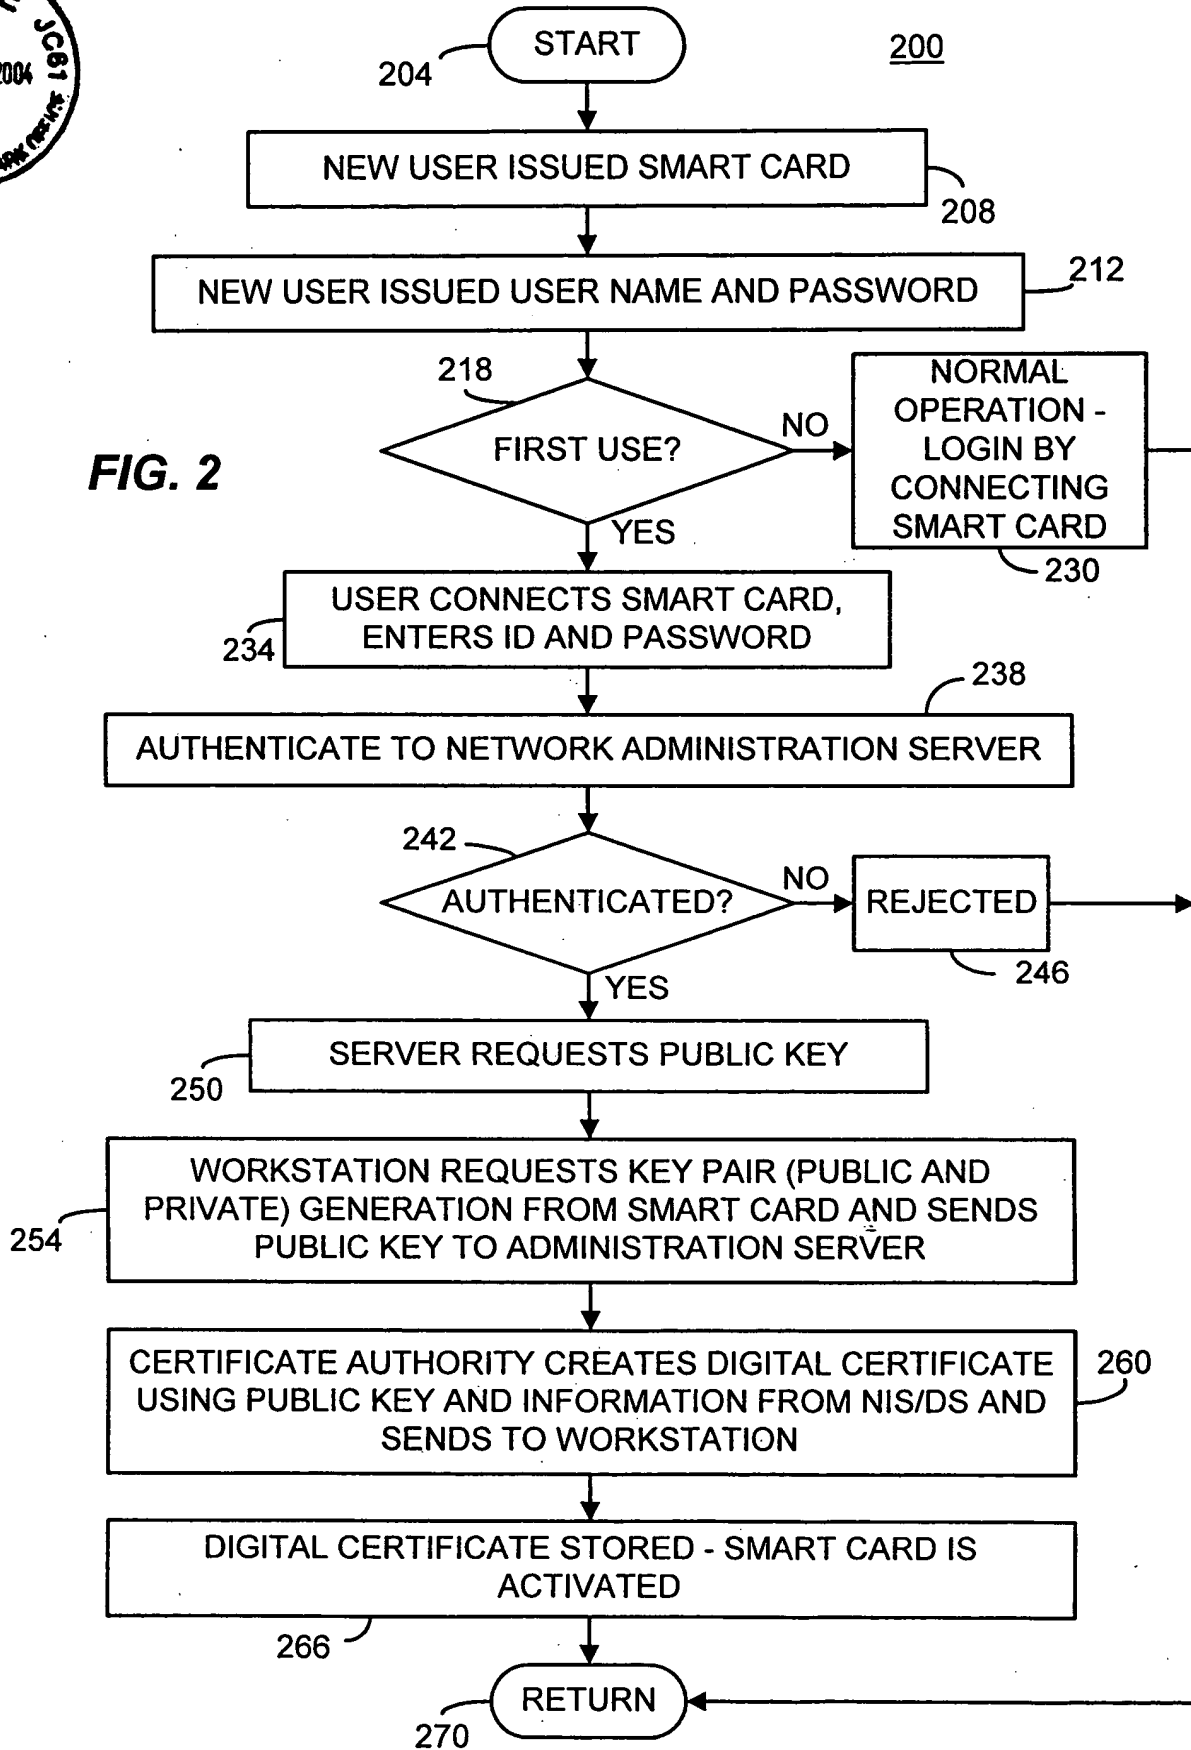 JC61
2004
START
200
204
NEW USER ISSUED SMART CARD
208
NEW USER ISSUED USER NAME AND PASSWORD
212
218
FIRST USE?
NO
NORMAL
OPERATION -
LOGIN BY
CONNECTING
SMART CARD
230
FIG. 2
YES
USER CONNECTS SMART CARD,
ENTERS ID AND PASSWORD
234
238
AUTHENTICATE TO NETWORK ADMINISTRATION SERVER
242
AUTHENTICATED?
NO
REJECTED
246
YES
SERVER REQUESTS PUBLIC KEY
250
WORKSTATION REQUESTS KEY PAIR (PUBLIC AND
PRIVATE) GENERATION FROM SMART CARD AND SENDS
PUBLIC KEY TO ADMINISTRATION SERVER
254
CERTIFICATE AUTHORITY CREATES DIGITAL CERTIFICATE
USING PUBLIC KEY AND INFORMATION FROM NIS/DS AND
SENDS TO WORKSTATION
260
DIGITAL CERTIFICATE STORED - SMART CARD IS
ACTIVATED
266
RETURN
270